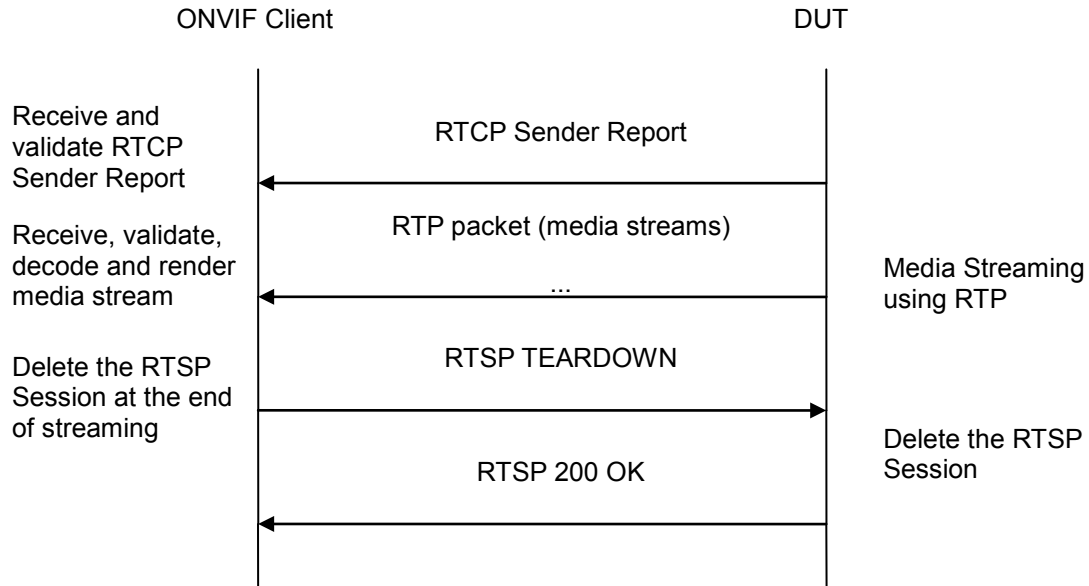 ONVIF Client
DUT
Receive and
validate RTCP
Sender Report
RTCP Sender Report
Receive, validate,
decode and render
media stream
RTP packet (media streams)
...
Media Streaming
using RTP
Delete the RTSP
Session at the end
of streaming
RTSP TEARDOWN
Delete the RTSP
Session
RTSP 200 OK